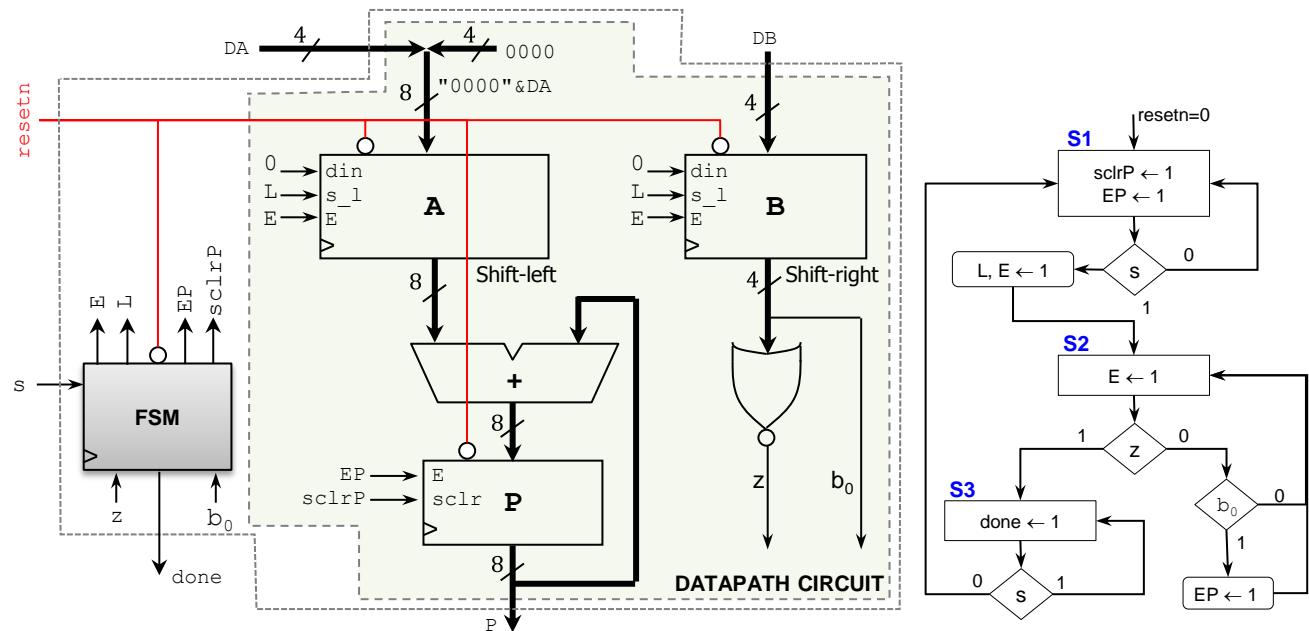 DA
4
4
0000
"0000"&DA
8
DB
4
resetn
0
din
L
s_l
E
E
A
Shift-left
8
0
din
L
s_l
E
E
B
Shift-right
4
E
L
EP
sclrP
s
FSM
z
b0
done
+
8
EP
E
sclrP
sclr
P
8
P
z
b0
DATAPATH CIRCUIT
resetn=0
S1
sclrP ← 1
EP ← 1
s
0
1
L, E ← 1
S2
E ← 1
z
1
0
S3
done ← 1
s
0
1
b0
0
1
EP ← 1